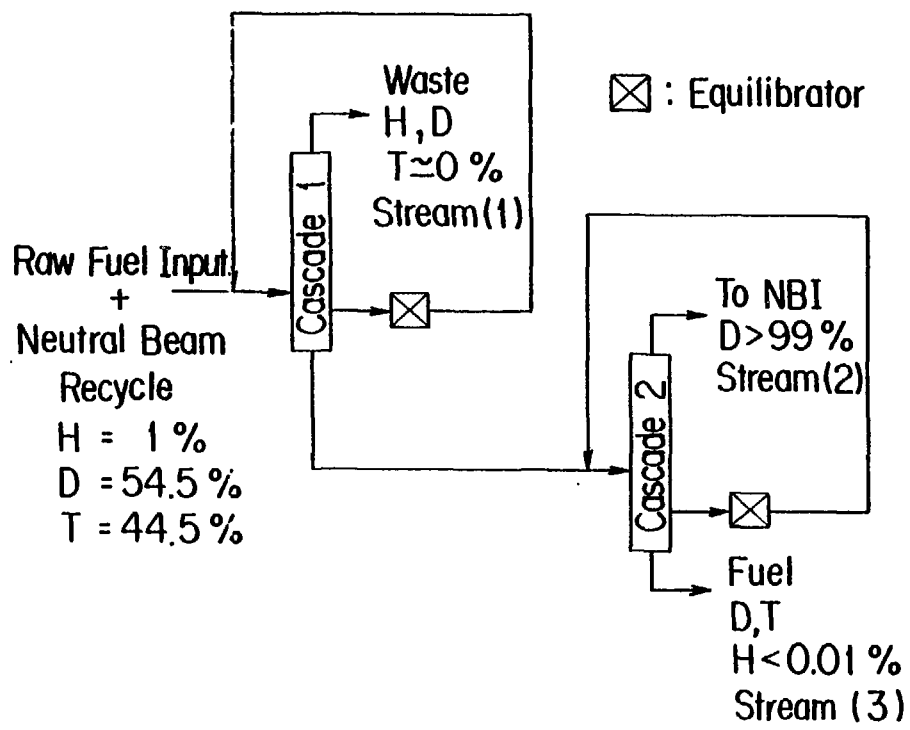 Waste
H,D
T≃0 %
Stream(1)
⊠ : Equilibrator
Cascade 1
Raw Fuel Input
+
Neutral Beam
Recycle
H = 1 %
D = 54.5 %
T = 44.5 %
To NBI
D>99 %
Stream(2)
Cascade 2
Fuel
D,T
H<0.01 %
Stream (3)